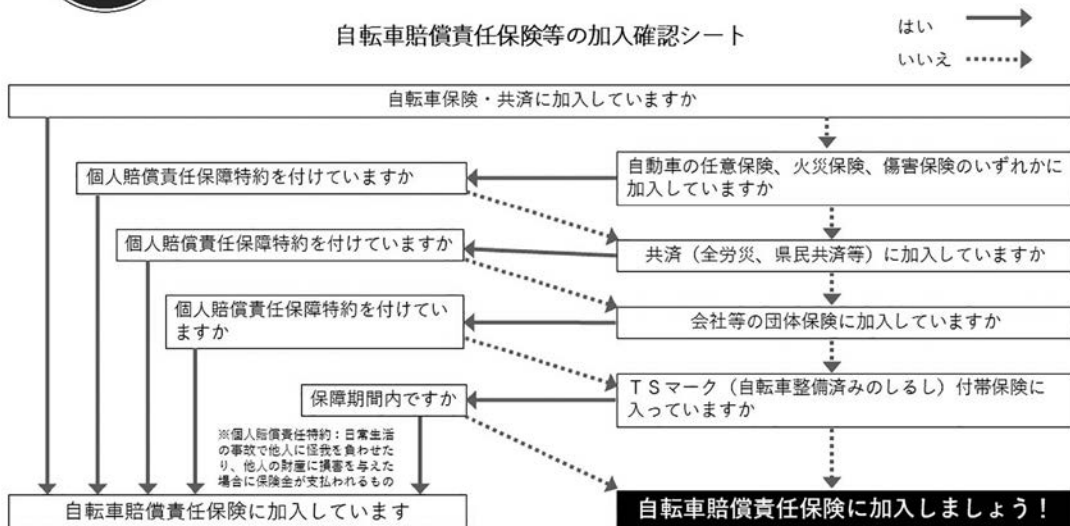 自転車賠償責任保険等の加入確認シート
はい
いいえ
自転車保険・共済に加入していますか
自動車の任意保険、火災保険、傷害保険のいずれかに
加入していますか
個人賠償責任保障特約を付けていますか
共済（全労災、県民共済等）に加入していますか
個人賠償責任保障特約を付けていますか
会社等の団体保険に加入していますか
個人賠償責任保障特約を付けてい
ますか
ＴＳマーク（自転車整備済みのしるし）付帯保険に
入っていますか
保障期間内ですか
※個人賠償責任特約：日常生活
の事故で他人に怪我を負わせた
り、他人の財産に損害を与えた
場合に保険金が支払われるもの
自転車賠償責任保険に加入しています
自転車賠償責任保険に加入しましょう！